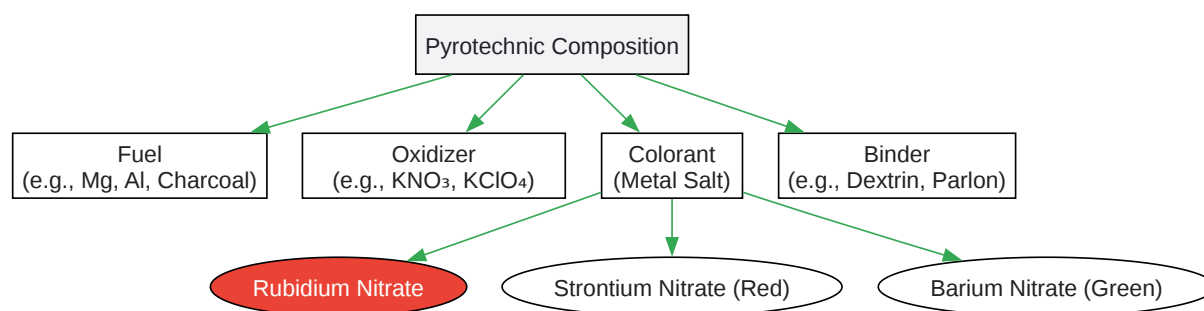 Pyrotechnic Composition
Fuel
(e.g., Mg, Al, Charcoal)
Oxidizer
(e.g., KNO₃, KClO₄)
Colorant
(Metal Salt)
Binder
(e.g., Dextrin, Parlon)
Rubidium Nitrate
Strontium Nitrate (Red)
Barium Nitrate (Green)